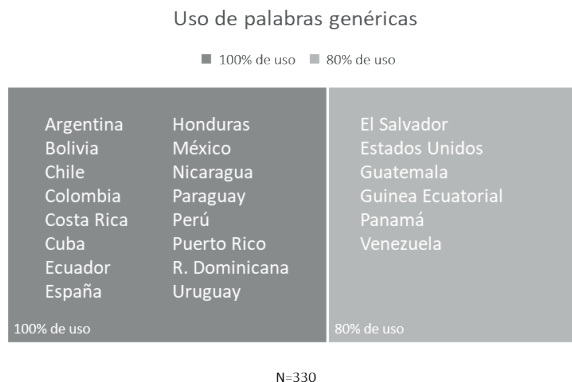 Uso de palabras genéricas
100% de uso 80% de uso
Argentina
Bolivia
Chile
Colombia
Costa Rica
Cuba
Ecuador
España
Honduras
México
Nicaragua
Paraguay
Perú
Puerto Rico
R. Dominicana
Uruguay
100% de uso
El Salvador
Estados Unidos
Guatemala
Guinea Ecuatorial
Panamá
Venezuela
80% de uso
N=330